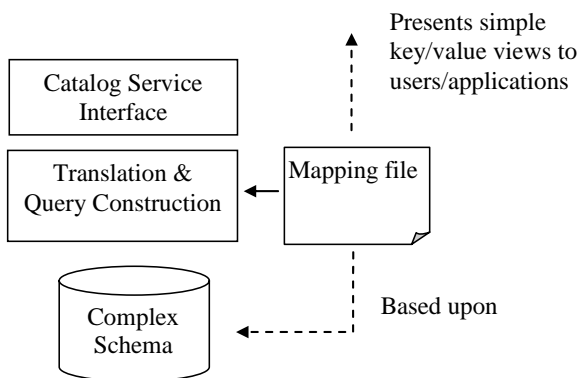 Presents simple
key/value views to
users/applications
Catalog Service
Interface
Translation &
Query Construction
Mapping file
Based upon
Complex
Schema